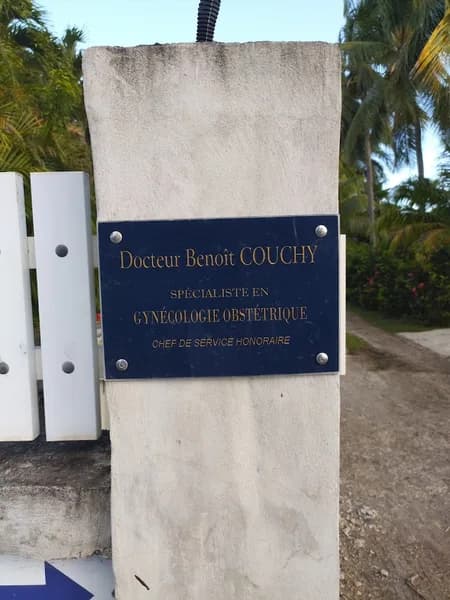 Docteur Benoît COUCHY
SPÉCIALISTE EN
GYNÉCOLOGIE OBSTÉTRIQUE
CHEF DE SERVICE HONORAIRE